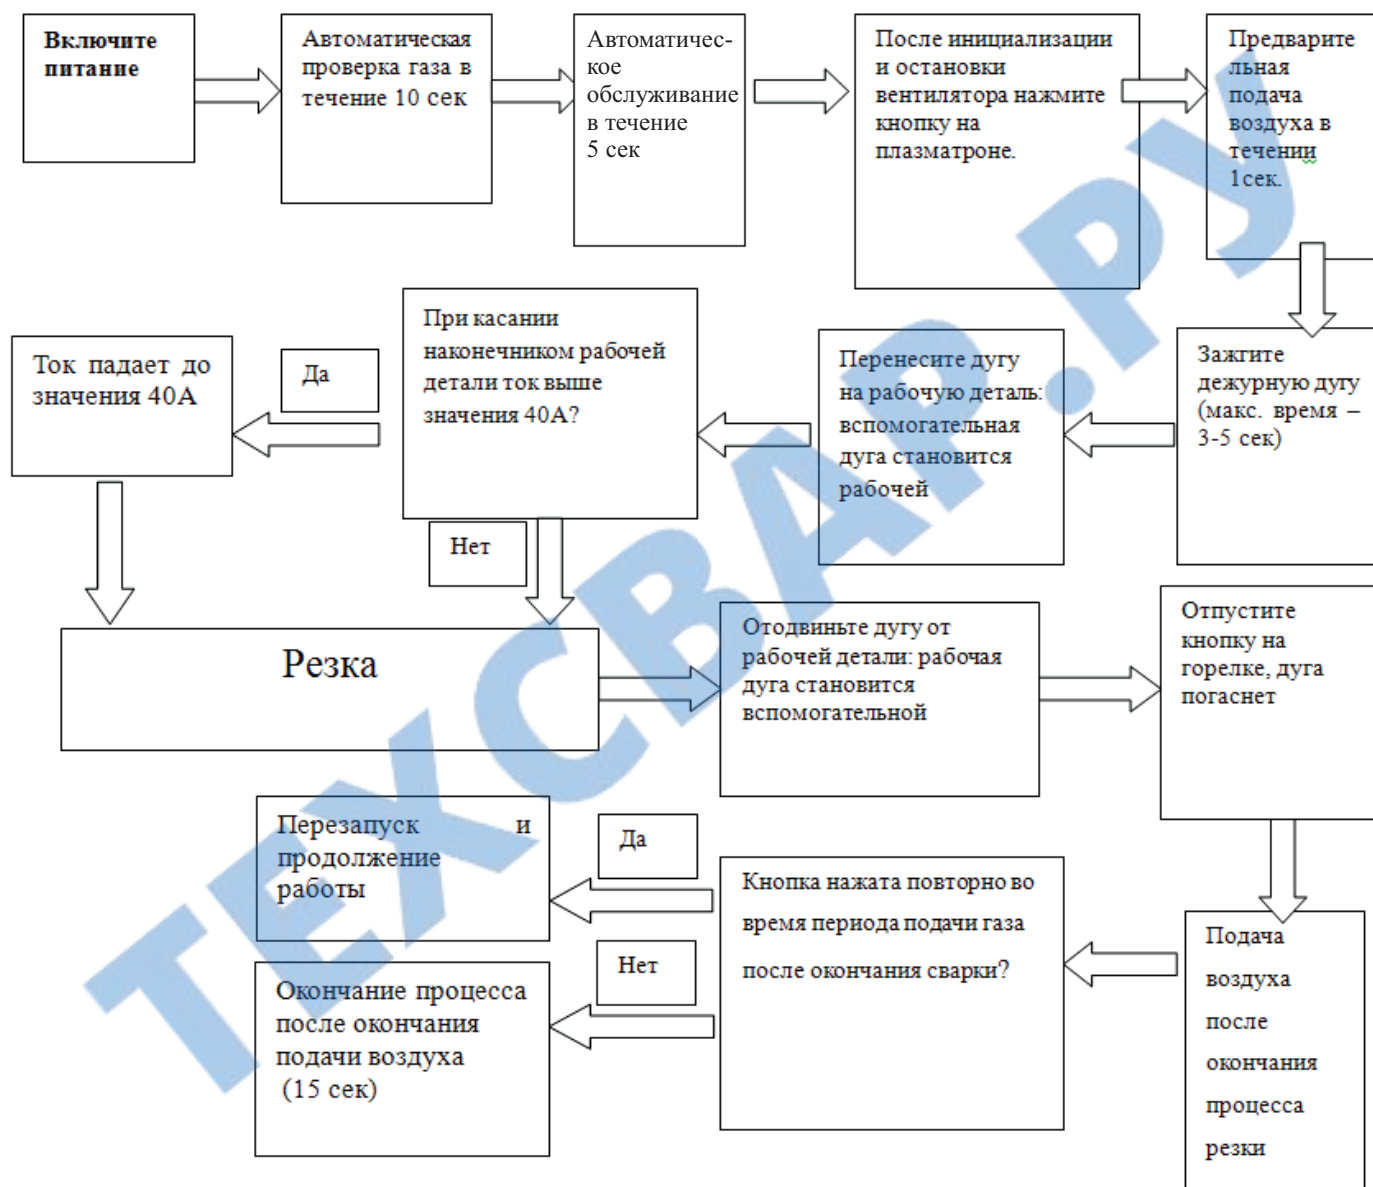 Включите
питание
Автоматическая
проверка газа в
течение 10 сек
Автоматичес-
кое
обслуживание
в течение
5 сек
После инициализации
и остановки
вентилятора нажмите
кнопку на
плазматроне.
Предварите
льная
подача
воздуха в
течении
1сек.
Ток падает до
значения 40А
Да
При касании
наконечником рабочей
детали ток выше
значения 40А?
Перенесите дугу
на рабочую деталь:
вспомогательная
дуга становится
рабочей
Зажгите
дежурную дугу
(макс. время –
3-5 сек)
Нет
Резка
Отодвиньте дугу от
рабочей детали: рабочая
дуга становится
вспомогательной
Отпустите
кнопку на
горелке, дуга
погаснет
Перезапуск и
продолжение
работы
Да
Кнопка нажата повторно во
время периода подачи газа
после окончания сварки?
Нет
Окончание процесса
после окончания
подачи воздуха
(15 сек)
Подача
воздуха
после
окончания
процесса
резки
ТЕХСВАР.РУ